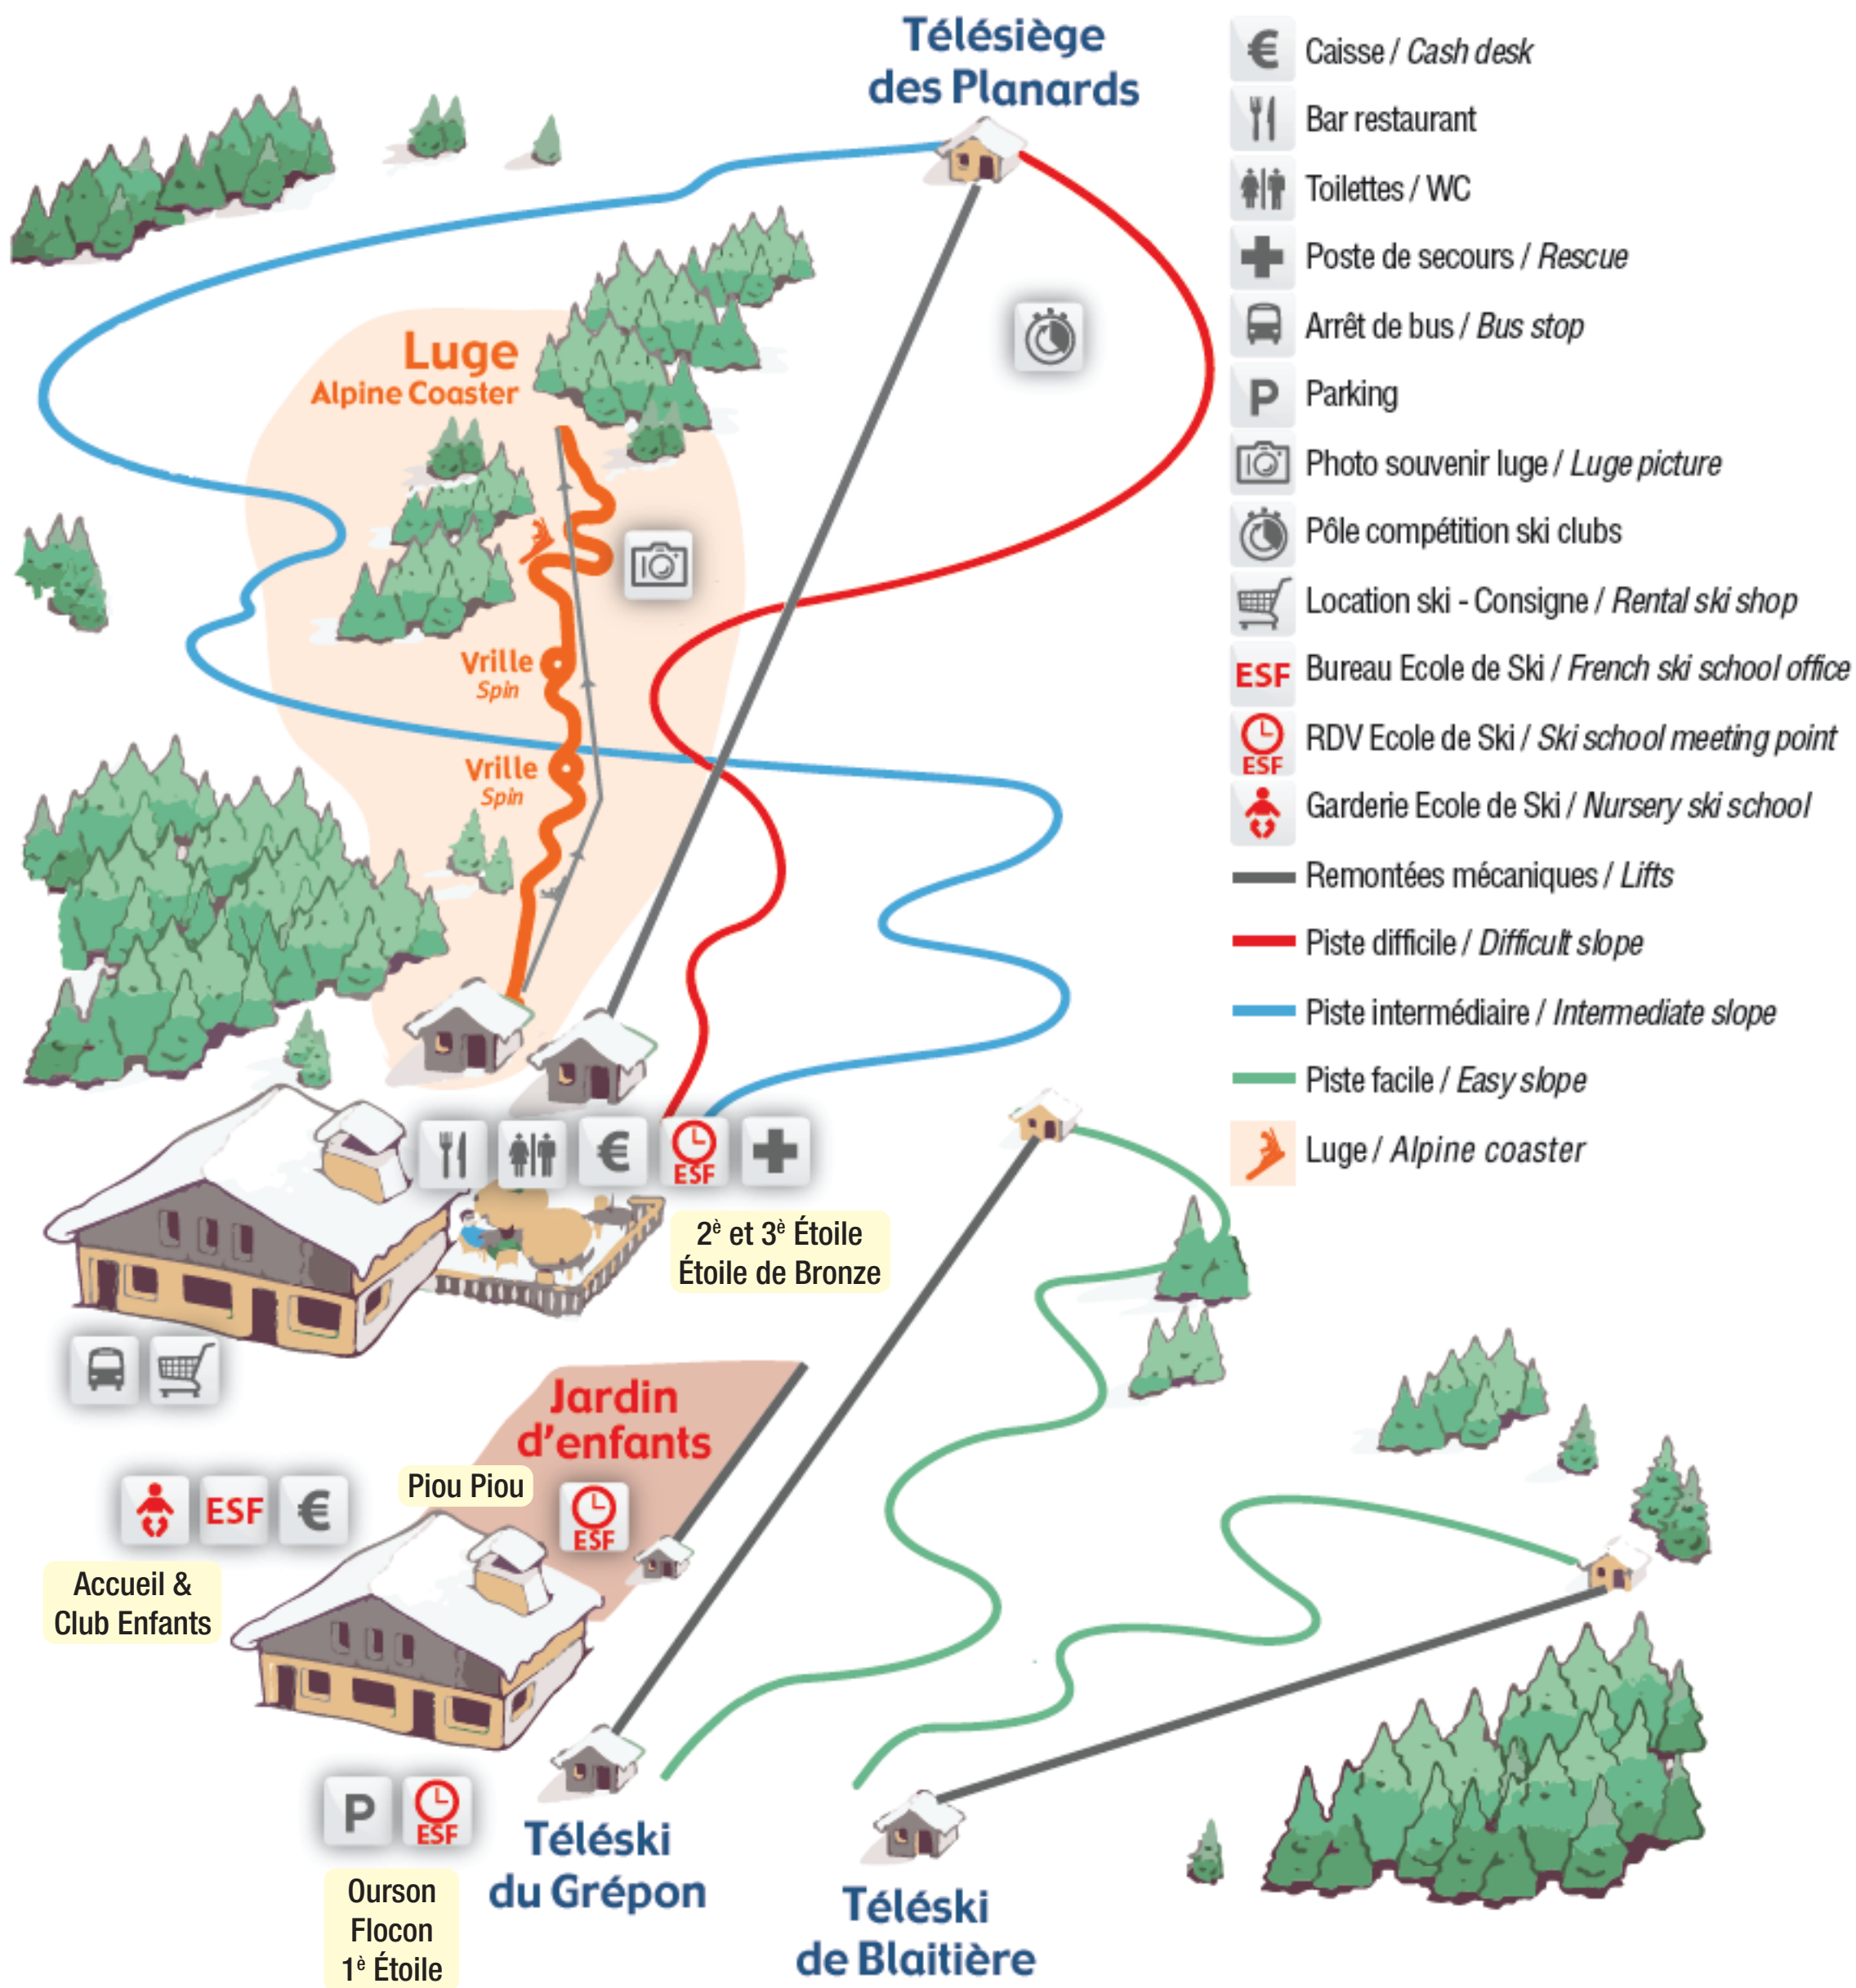 Télésiège
des Planards
€ Caisse / Cash desk
Bar restaurant
Toilettes / WC
Poste de secours / Rescue
Arrêt de bus / Bus stop
P Parking
Photo souvenir luge / Luge picture
Pôle compétition ski clubs
Location ski - Consigne / Rental ski shop
ESF Bureau Ecole de Ski / French ski school office
ESF RDV Ecole de Ski / Ski school meeting point
Garderie Ecole de Ski / Nursery ski school
Remontées mécaniques / Lifts
Piste difficile / Difficult slope
Piste intermédiaire / Intermediate slope
Piste facile / Easy slope
Luge / Alpine coaster
Luge
Alpine Coaster
Vrille
Spin
Vrille
Spin
€
ESF
2è et 3è Étoile
Étoile de Bronze
Jardin
d'enfants
Piou Piou
ESF
ESF €
Accueil &
Club Enfants
P ESF
Ourson
Flocon
1è Étoile
Téléski
du Grépon
Téléski
de Blaitière